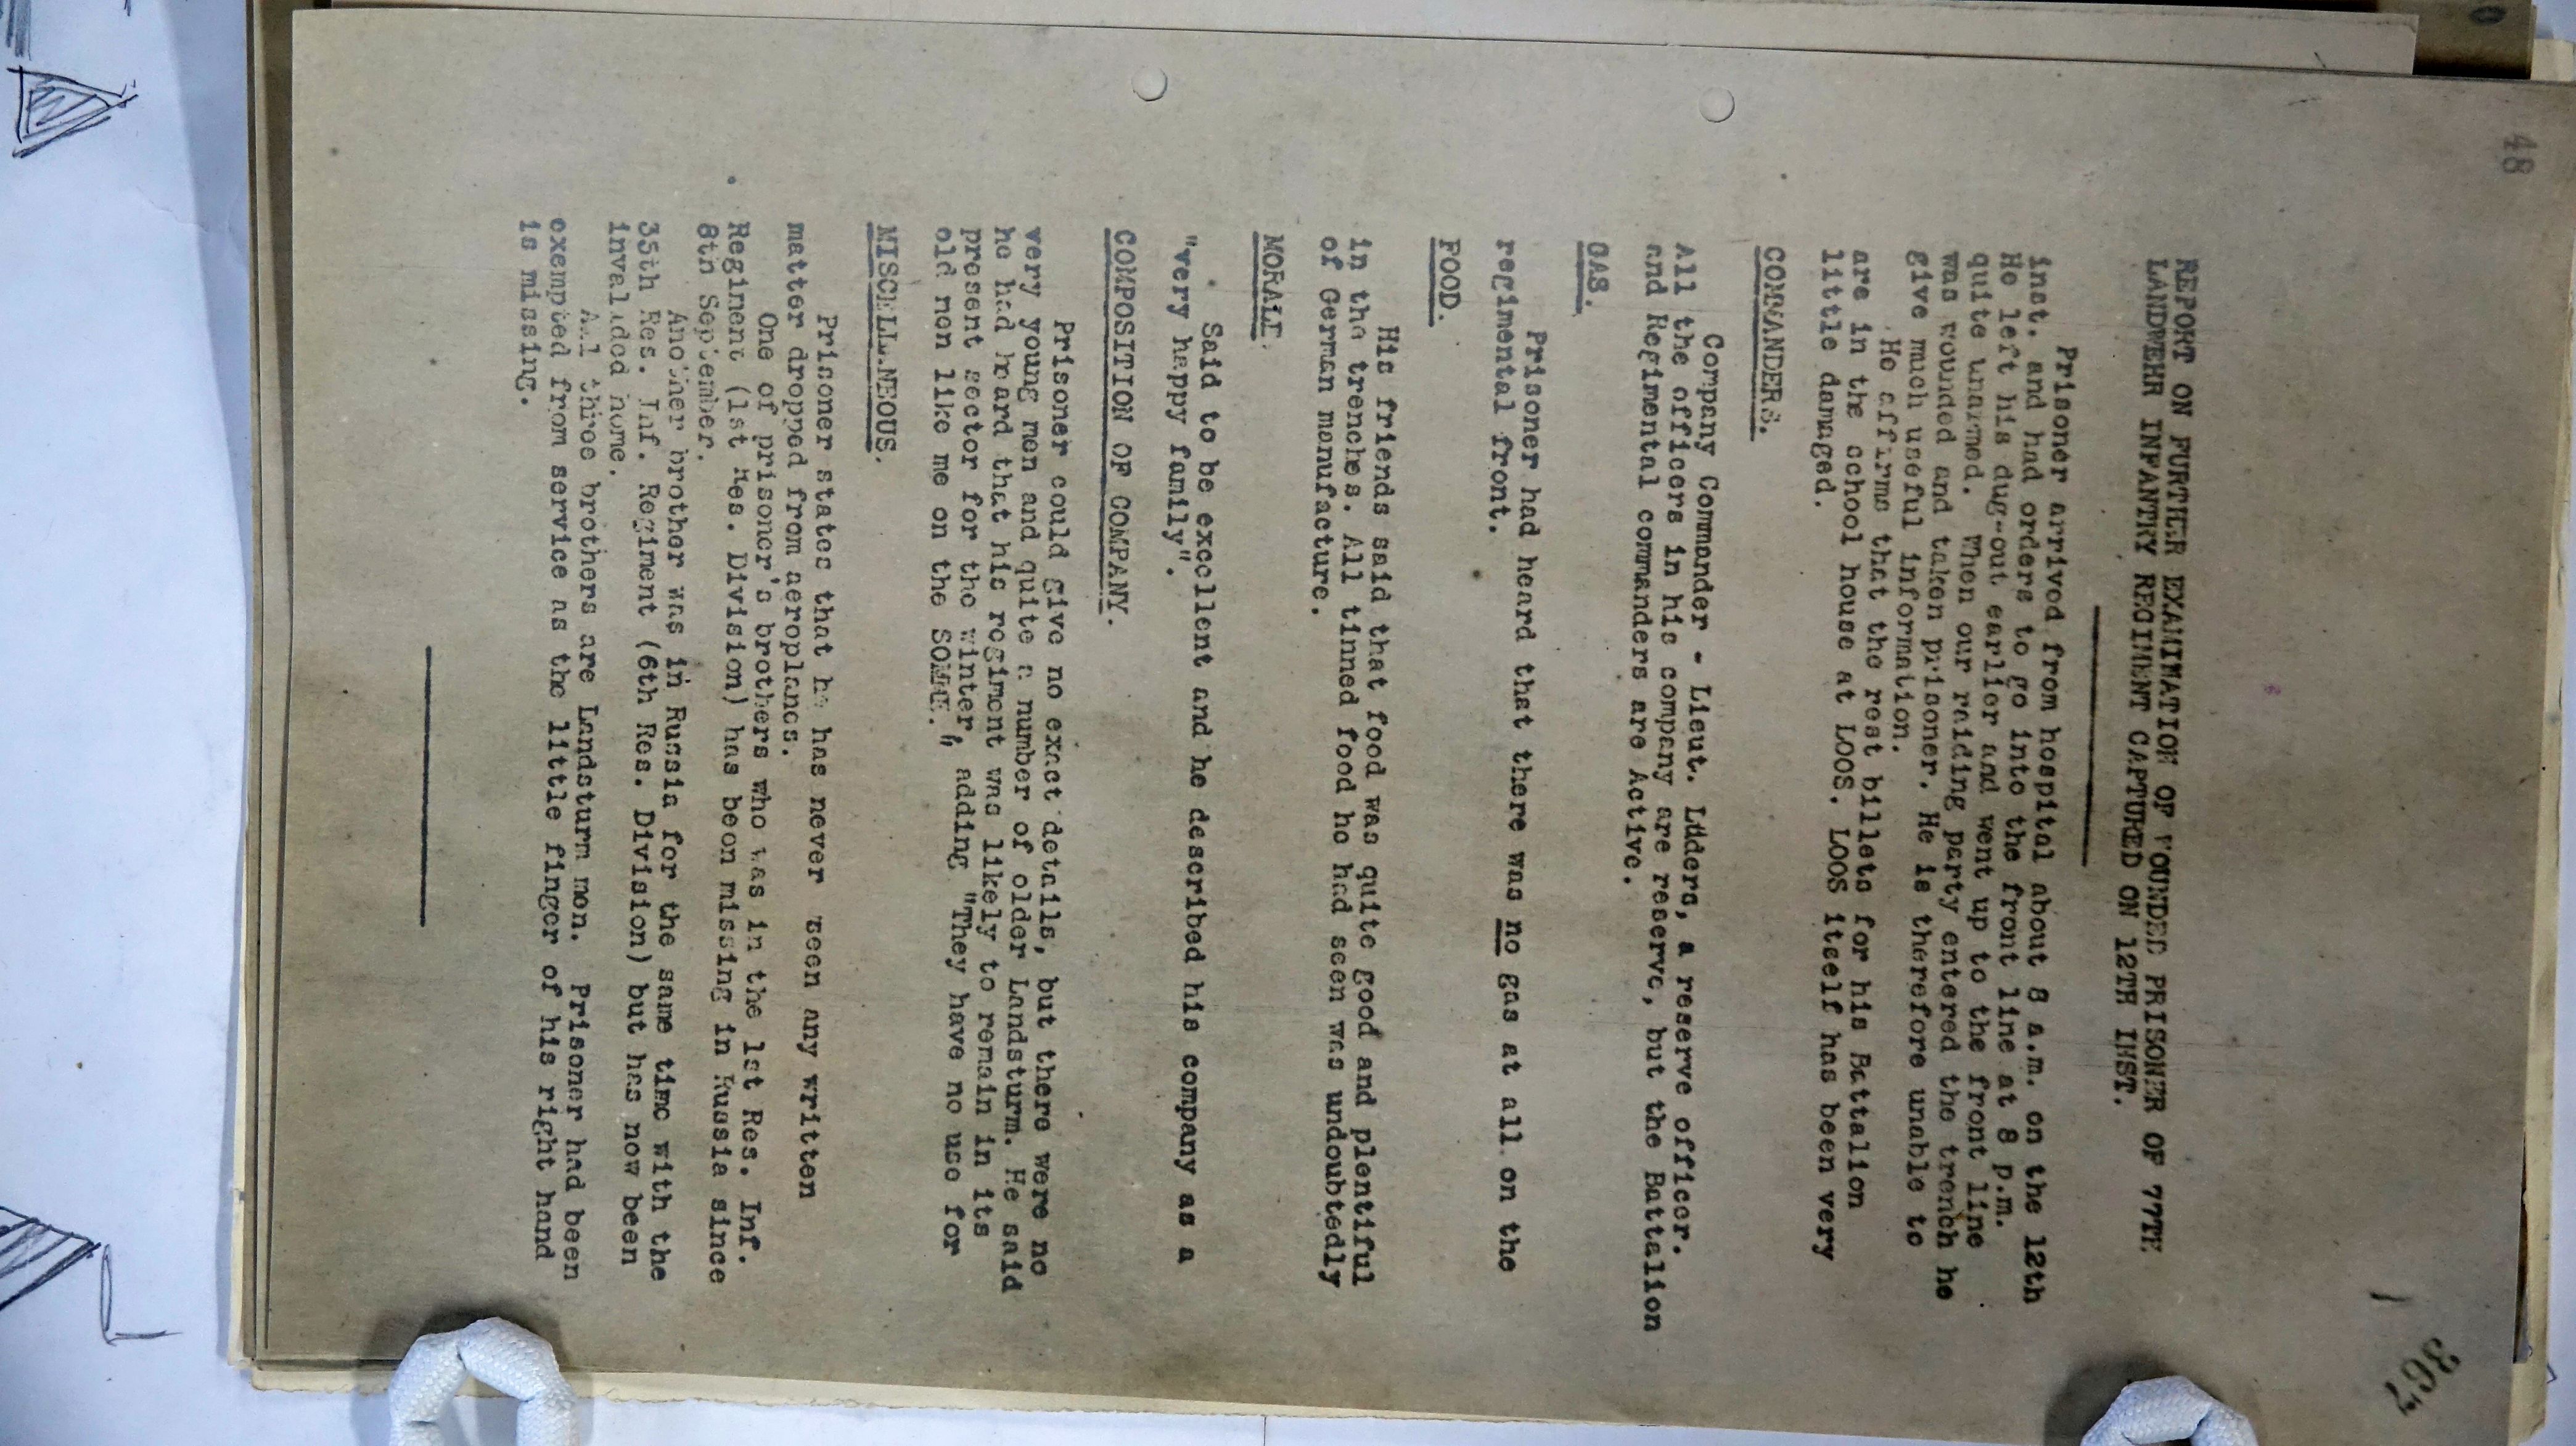 48
367
REPORT ON FURTHER EXAMINATION OF WOUNDED PRISONER OF 77TH
LANDWEHR INFANTRY REGIMENT CAPTURED ON 12TH INST.
Prisoner arrived from hospital about 8 a.m. on the 12th
inst. and had orders to go into the front line at 8 p.m.
He left his dug-out earlier and went up to the front line
quite unarmed. When our raiding party entered the trench he
was wounded and taken prisoner. He is therefore unable to
give much useful information.
He affirms that the rest billets for his Battalion
are in the school house at LOOS. LOOS itself has been very
little damaged.
COMMANDERS.
Company Commander - Lieut. Lüders, a reserve officer.
All the officers in his company are reserve, but the Battalion
and Regimental commanders are Active.
GAS.
Prisoner had heard that there was no gas at all on the
regimental front.
FOOD.
His friends said that food was quite good and plentiful
in the trenches. All tinned food he had seen was undoubtedly
of German manufacture.
MORALE.
Said to be excellent and he described his company as a
"very happy family".
COMPOSITION OF COMPANY.
Prisoner could give no exact details, but there were no
very young men and quite a number of older Landsturm. He said
he had heard that his regiment was likely to remain in its
present sector for the winter, adding "They have no use for
old men like me on the SOMME."
MISCELLANEOUS.
Prisoner states that he has never seen any written
matter dropped from aeroplanes.
One of prisoner's brothers who was in the 1st Res. Inf.
Regiment (1st Res. Division) has been missing in Russia since
8th September.
Another brother was in Russia for the same time with the
35th Res. Inf. Regiment (6th Res. Division) but has now been
invalided home.
All three brothers are Landsturm men. Prisoner had been
exempted from service as the little finger of his right hand
is missing.